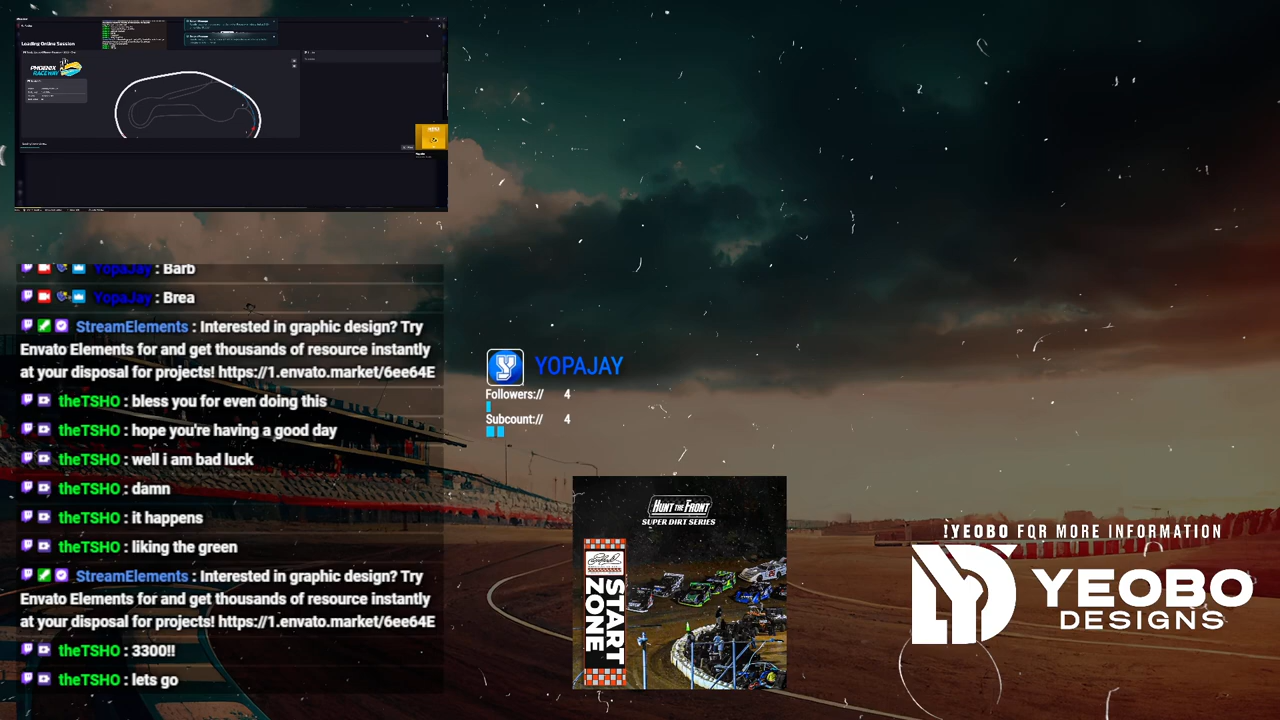 Loading Online Session
PHOENIX
RACEWAY
YopaJay : Barb
YopaJay : Brea
StreamElements : Interested in graphic design? Try
Envato Elements for and get thousands of resource instantly
at your disposal for projects! https://1.envato.market/6ee64E
theTSHO : bless you for even doing this
theTSHO : hope you're having a good day
theTSHO : well i am bad luck
theTSHO : damn
theTSHO : it happens
theTSHO : liking the green
StreamElements : Interested in graphic design? Try
Envato Elements for and get thousands of resource instantly
at your disposal for projects! https://1.envato.market/6ee64E
theTSHO : 3300!!
theTSHO : lets go
YOPAJAY
Followers:// 4
Subcount:// 4
HUNT THE FRONT
SUPER DIRT SERIES
START
ZONE
!YEOBO FOR MORE INFORMATION
YEOBO
DESIGNS